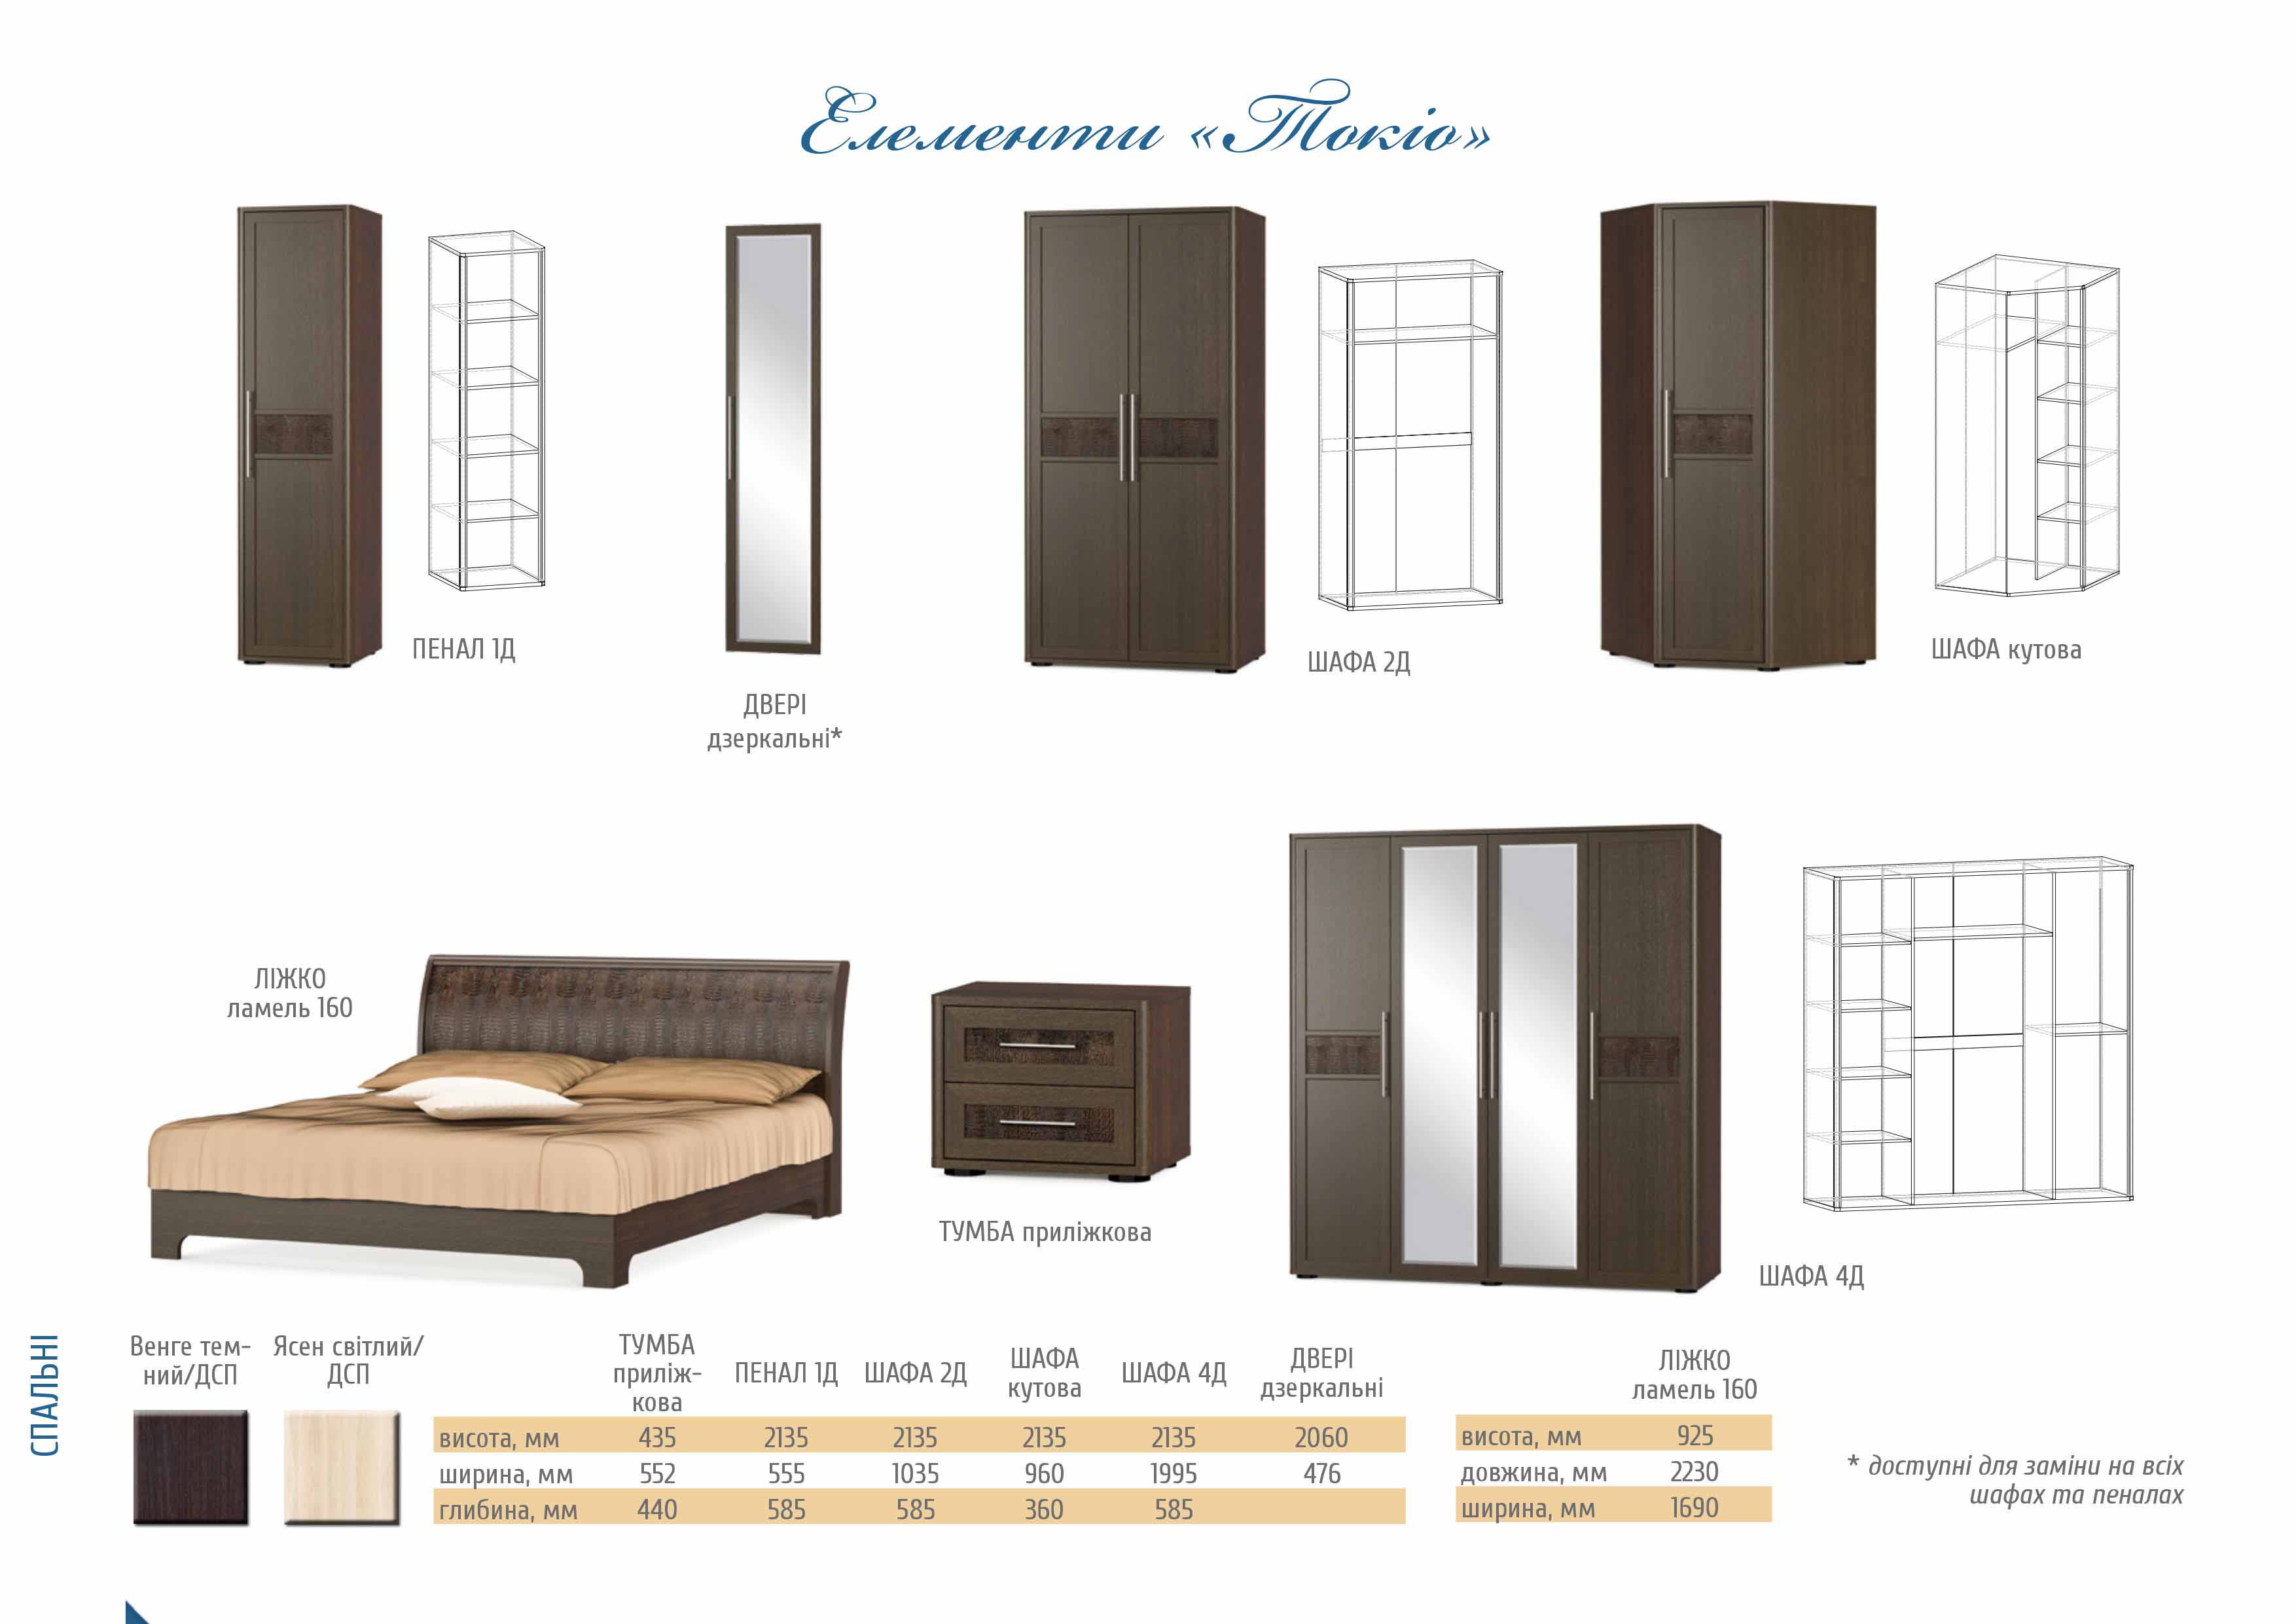 Елементи «Токіо»
ПЕНАЛ 1Д
ДВЕРІ
дзеркальні*
ШАФА 2Д
ШАФА кутова
ЛІЖКО
ламель 160
ТУМБА приліжкова
ШАФА 4Д
СПАЛЬНІ
Венге тем-
ний/ДСП
Ясен світлий/
ДСП
ТУМБА
приліж-
кова
ПЕНАЛ 1Д
ШАФА 2Д
ШАФА
кутова
ШАФА 4Д
ДВЕРІ
дзеркальні
висота, мм 435 2135 2135 2135 2135 2060
ширина, мм 552 555 1035 960 1995 476
глибина, мм 440 585 585 360 585
ЛІЖКО
ламель 160
висота, мм 925
довжина, мм 2230
ширина, мм 1690
* доступні для заміни на всіх
шафах та пеналах